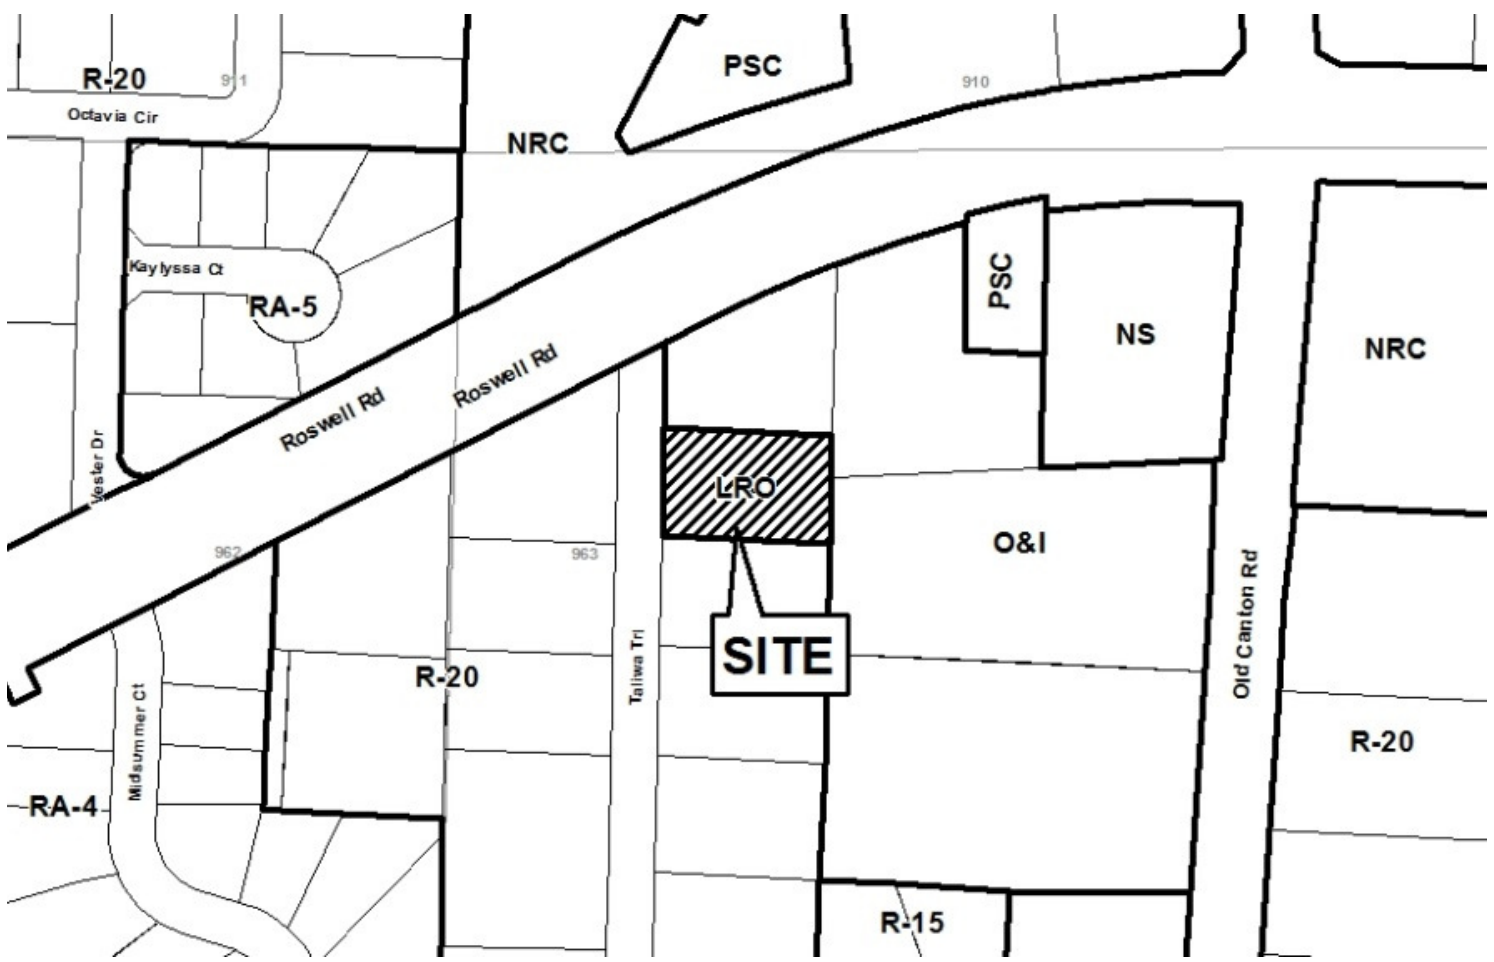 PSC
R-20
911
910
Octavia Cir
NRC
Kaylyssa Ct
PSC
RA-5
NS
NRC
Roswell Rd
Roswell Rd
Vester Dr
LRO
962
963
O&I
Old Canton Rd
SITE
Taliwa Trl
R-20
Midsummer Ct
R-20
RA-4
R-15